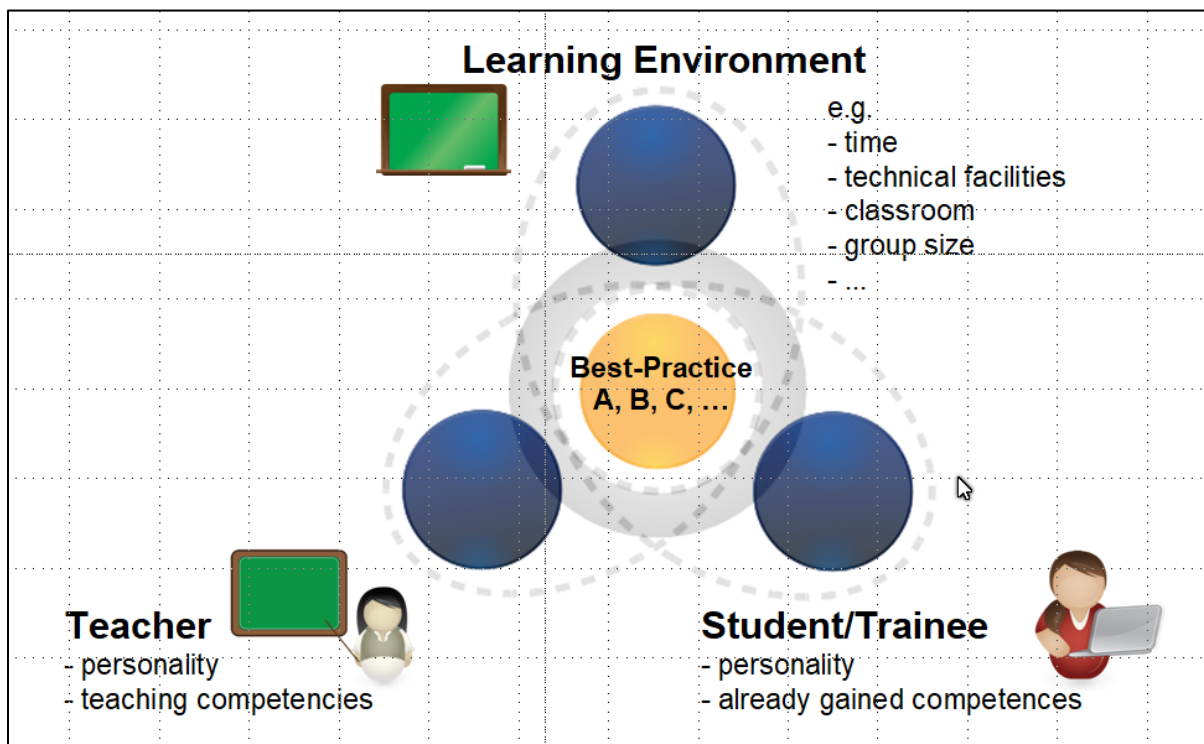 Learning Environment
e.g.
- time
- technical facilities
- classroom
- group size
- ...
Best-Practice
A, B, C, ...
Teacher
- personality
- teaching competencies
Student/Trainee
- personality
- already gained competences